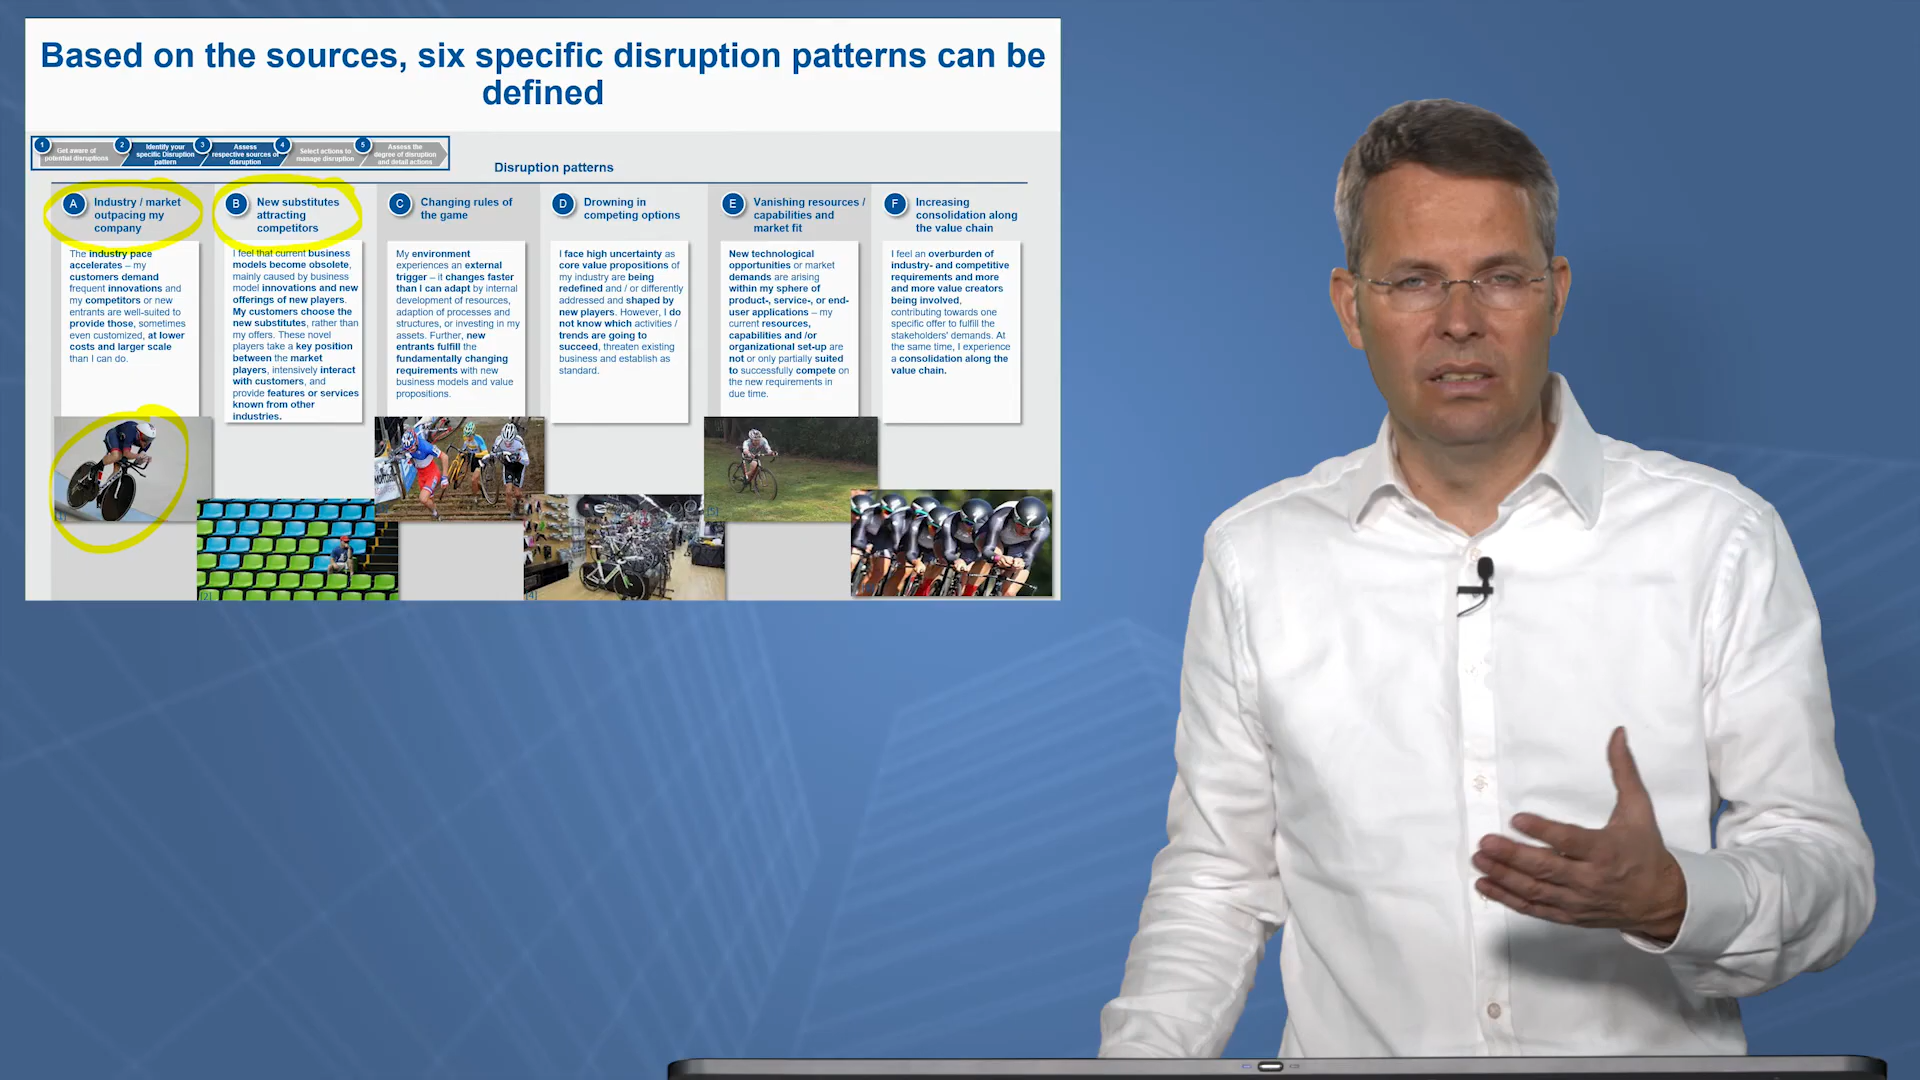 Based on the sources, six specific disruption patterns can be
defined
1
Get aware of
potential disruptions
2
Identify your
specific Disruption
pattern
3
Assess
respective sources of
disruption
4
Select actions to
manage disruption
5
Assess the
degree of disruption
and detail actions
Disruption patterns
A
Industry / market
outpacing my
company
The industry pace
accelerates – my
customers demand
frequent innovations and
my competitors or new
entrants are well-suited to
provide those, sometimes
even customized, at lower
costs and larger scale
than I can do.
B
New substitutes
attracting
competitors
I feel that current business
models become obsolete,
mainly caused by business
model innovations and new
offerings of new players.
My customers choose the
new substitutes, rather than
my offers. These novel
players take a key position
between the market
players, intensively interact
with customers, and
provide features or services
known from other
industries.
C
Changing rules of
the game
My environment
experiences an external
trigger – it changes faster
than I can adapt by internal
development of resources,
adaption of processes and
structures, or investing in my
assets. Further, new
entrants fulfill the
fundamentally changing
requirements with new
business models and value
propositions.
D
Drowning in
competing options
I face high uncertainty as
core value propositions of
my industry are being
redefined and / or differently
addressed and shaped by
new players. However, I do
not know which activities /
trends are going to
succeed, threaten existing
business and establish as
standard.
E
Vanishing resources /
capabilities and
market fit
New technological
opportunities or market
demands are arising
within my sphere of
product-, service-, or end-
user applications – my
current resources,
capabilities and /or
organizational set-up are
not or only partially suited
to successfully compete on
the new requirements in
due time.
F
Increasing
consolidation along
the value chain
I feel an overburden of
industry- and competitive
requirements and more
and more value creators
being involved,
contributing towards one
specific offer to fulfill the
stakeholders' demands. At
the same time, I experience
a consolidation along the
value chain.
[2]
[4]